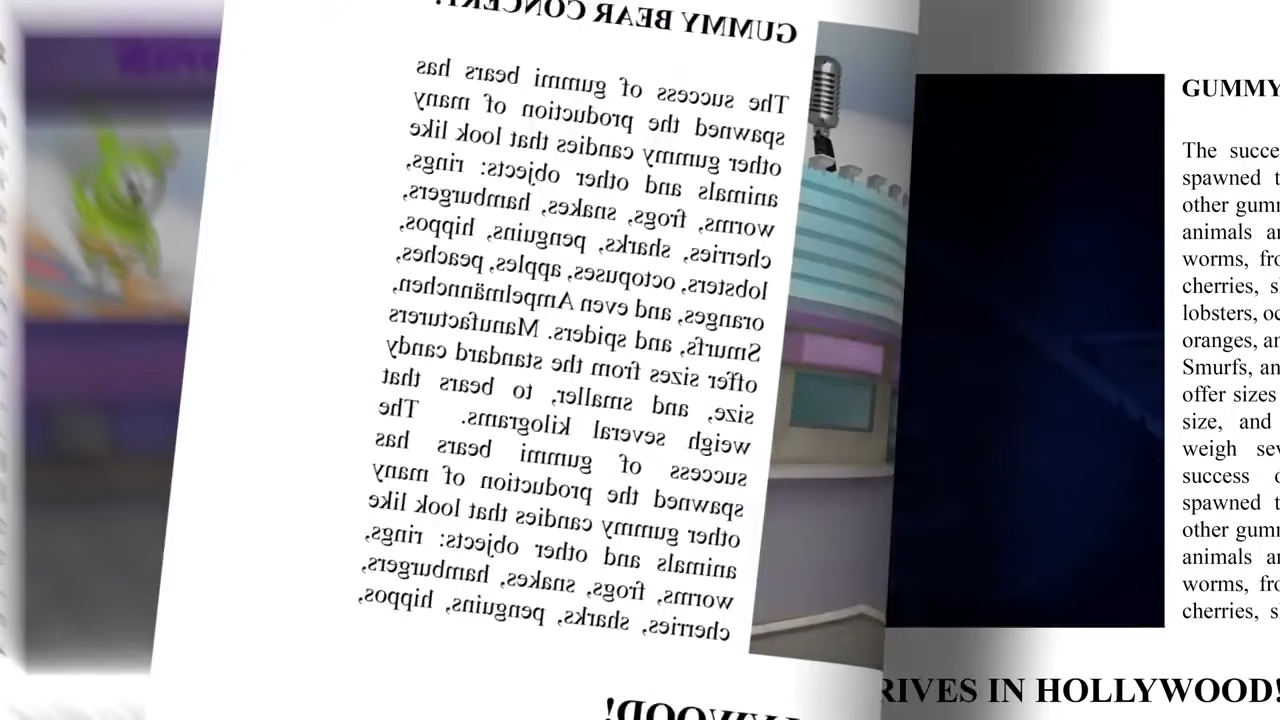 GUMMY BEAR CONCERT!
The success of gummi bears has
spawned the production of many
other gummy candies that look like
animals and other objects: rings,
worms, frogs, snakes, hamburgers,
cherries, sharks, penguins, hippos,
lobsters, octopuses, apples, peaches,
oranges, and even Ampelmännchen,
Smurfs, and spiders. Manufacturers
offer sizes from the standard candy
size, and smaller, to bears that
weigh several kilograms. The
success of gummi bears has
spawned the production of many
other gummy candies that look like
animals and other objects: rings,
worms, frogs, snakes, hamburgers,
cherries, sharks, penguins, hippos,
GUMMY
The succe
spawned t
other gumm
animals an
worms, fro
cherries, s
lobsters, oc
oranges, an
Smurfs, an
offer sizes
size, and
weigh sev
success o
spawned t
other gumm
animals an
worms, fro
cherries, s
RIVES IN HOLLYWOOD!